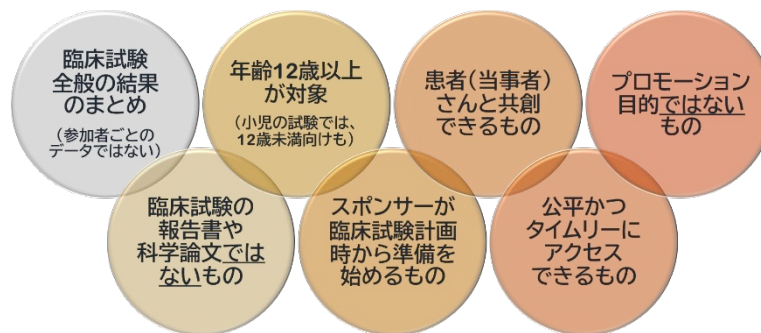 臨床試験
全般の結果
のまとめ
(参加者ごとの
データではない)
年齢12歳以上
が対象
(小児の試験では、
12歳未満向けも)
患者(当事者)
さんと共創
できるもの
プロモーション
目的ではない
もの
臨床試験の
報告書や
科学論文では
ないもの
スポンサーが
臨床試験計画
時から準備を
始めるもの
公平かつ
タイムリーに
アクセス
できるもの